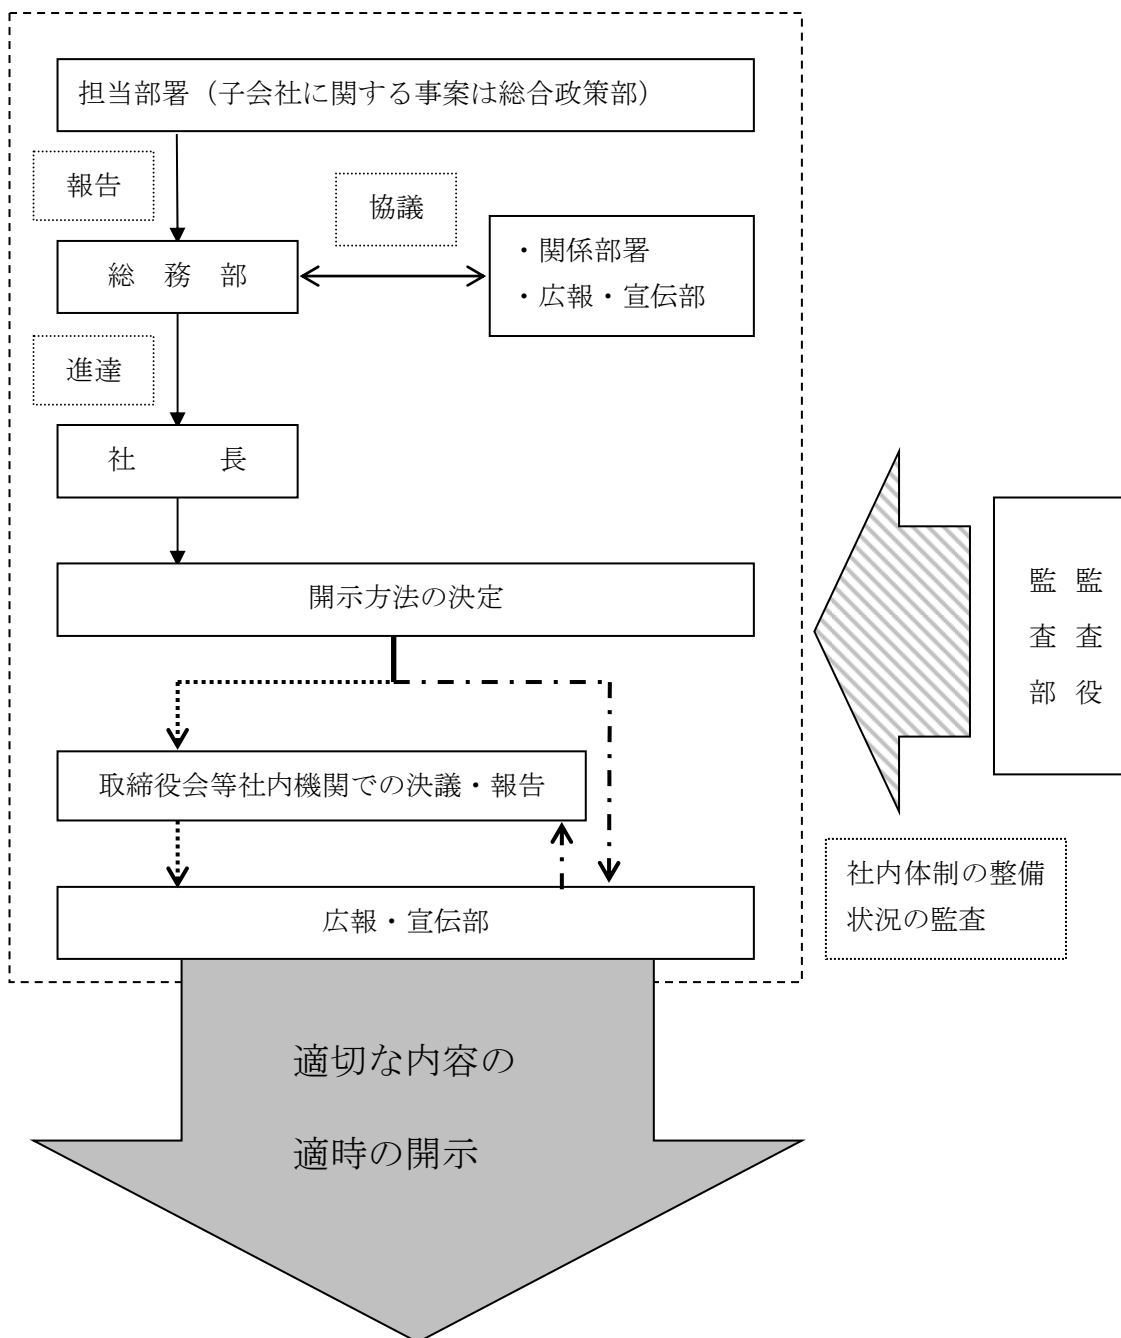 担当部署（子会社に関する事案は総合政策部）
報告
協議
総　務　部
・関係部署
・広報・宣伝部
進達
社　　　長
開示方法の決定
監査役
監査部
取締役会等社内機関での決議・報告
社内体制の整備
状況の監査
広報・宣伝部
適切な内容の
適時の開示